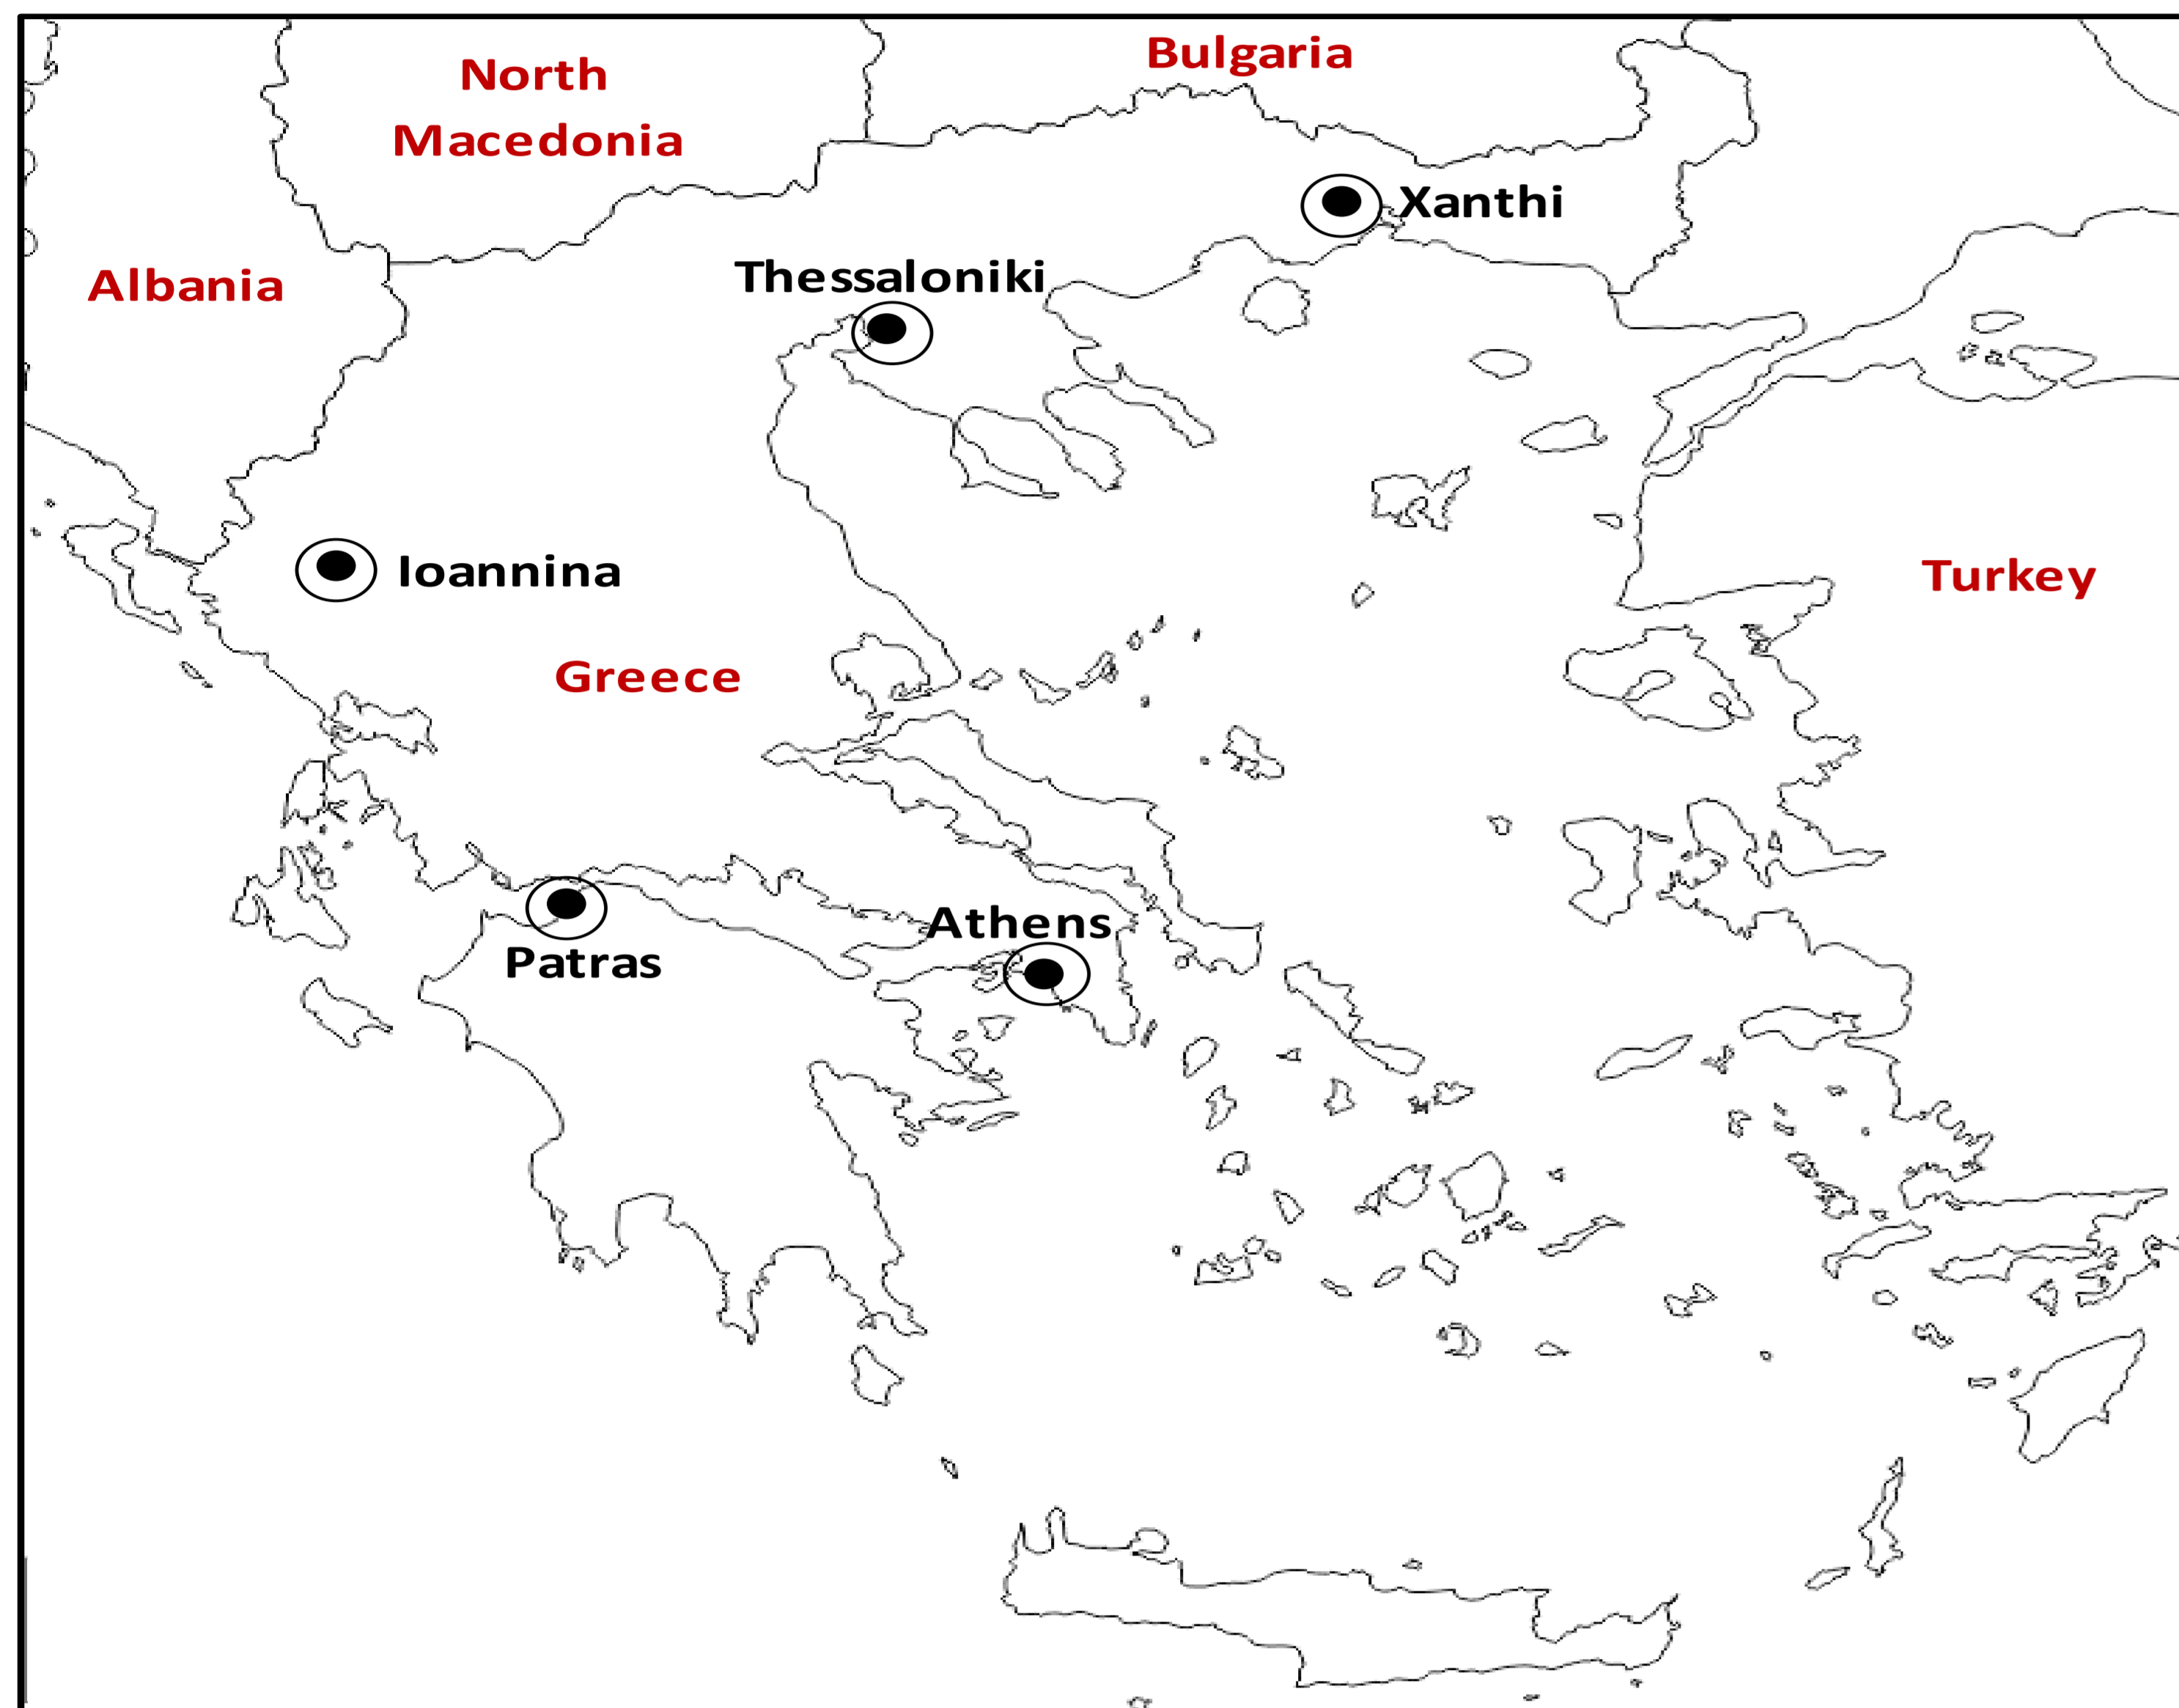 Bulgaria
North
Macedonia
Xanthi
Thessaloniki
Albania
Ioannina
Turkey
Greece
Athens
Patras